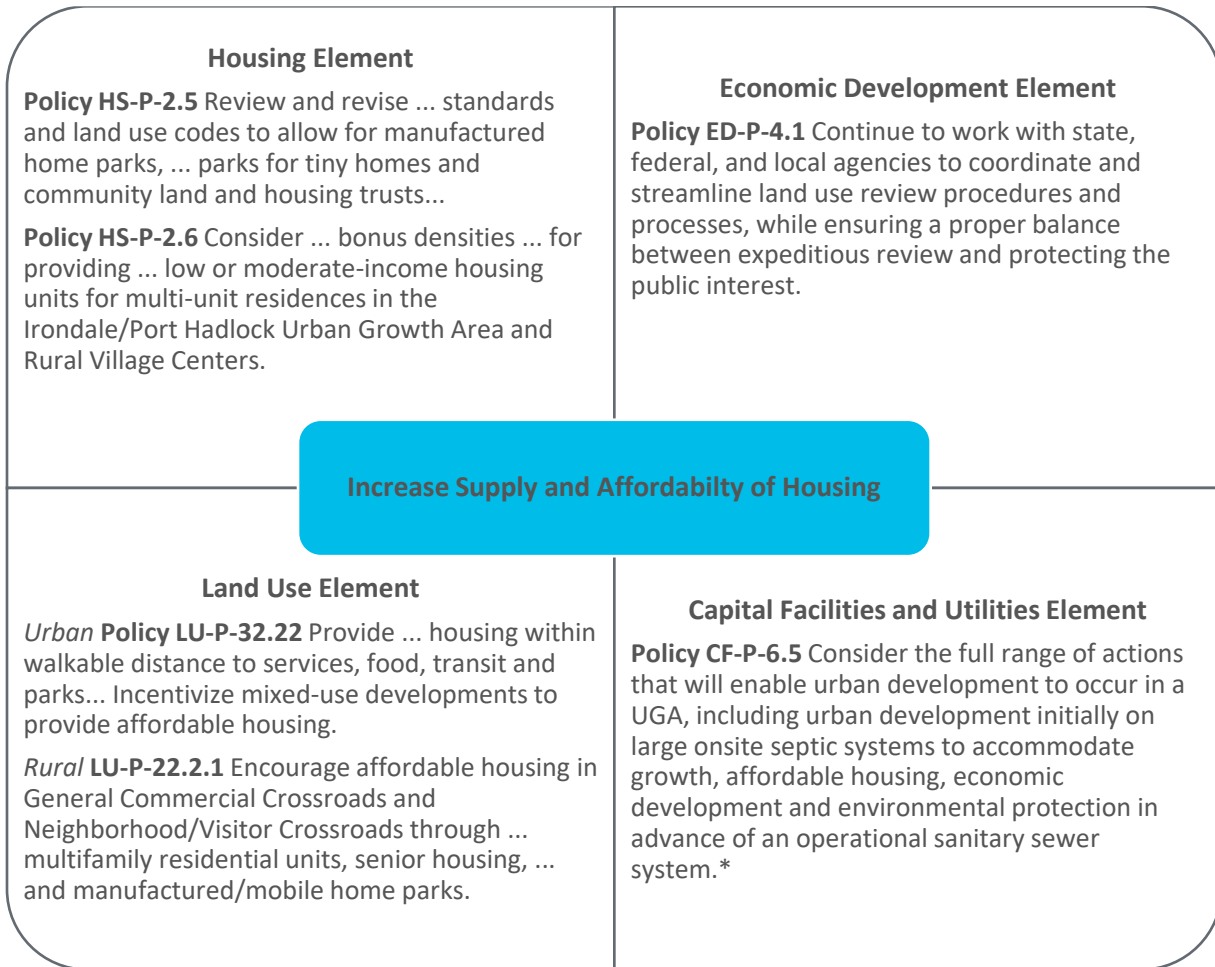 Housing Element
Policy HS-P-2.5 Review and revise ... standards
and land use codes to allow for manufactured
home parks, ... parks for tiny homes and
community land and housing trusts...
Policy HS-P-2.6 Consider ... bonus densities ... for
providing ... low or moderate-income housing
units for multi-unit residences in the
Irondale/Port Hadlock Urban Growth Area and
Rural Village Centers.
Economic Development Element
Policy ED-P-4.1 Continue to work with state,
federal, and local agencies to coordinate and
streamline land use review procedures and
processes, while ensuring a proper balance
between expeditious review and protecting the
public interest.
Increase Supply and Affordabilty of Housing
Land Use Element
Urban Policy LU-P-32.22 Provide ... housing within
walkable distance to services, food, transit and
parks... Incentivize mixed-use developments to
provide affordable housing.
Rural LU-P-22.2.1 Encourage affordable housing in
General Commercial Crossroads and
Neighborhood/Visitor Crossroads through ...
multifamily residential units, senior housing, ...
and manufactured/mobile home parks.
Capital Facilities and Utilities Element
Policy CF-P-6.5 Consider the full range of actions
that will enable urban development to occur in a
UGA, including urban development initially on
large onsite septic systems to accommodate
growth, affordable housing, economic
development and environmental protection in
advance of an operational sanitary sewer
system.*